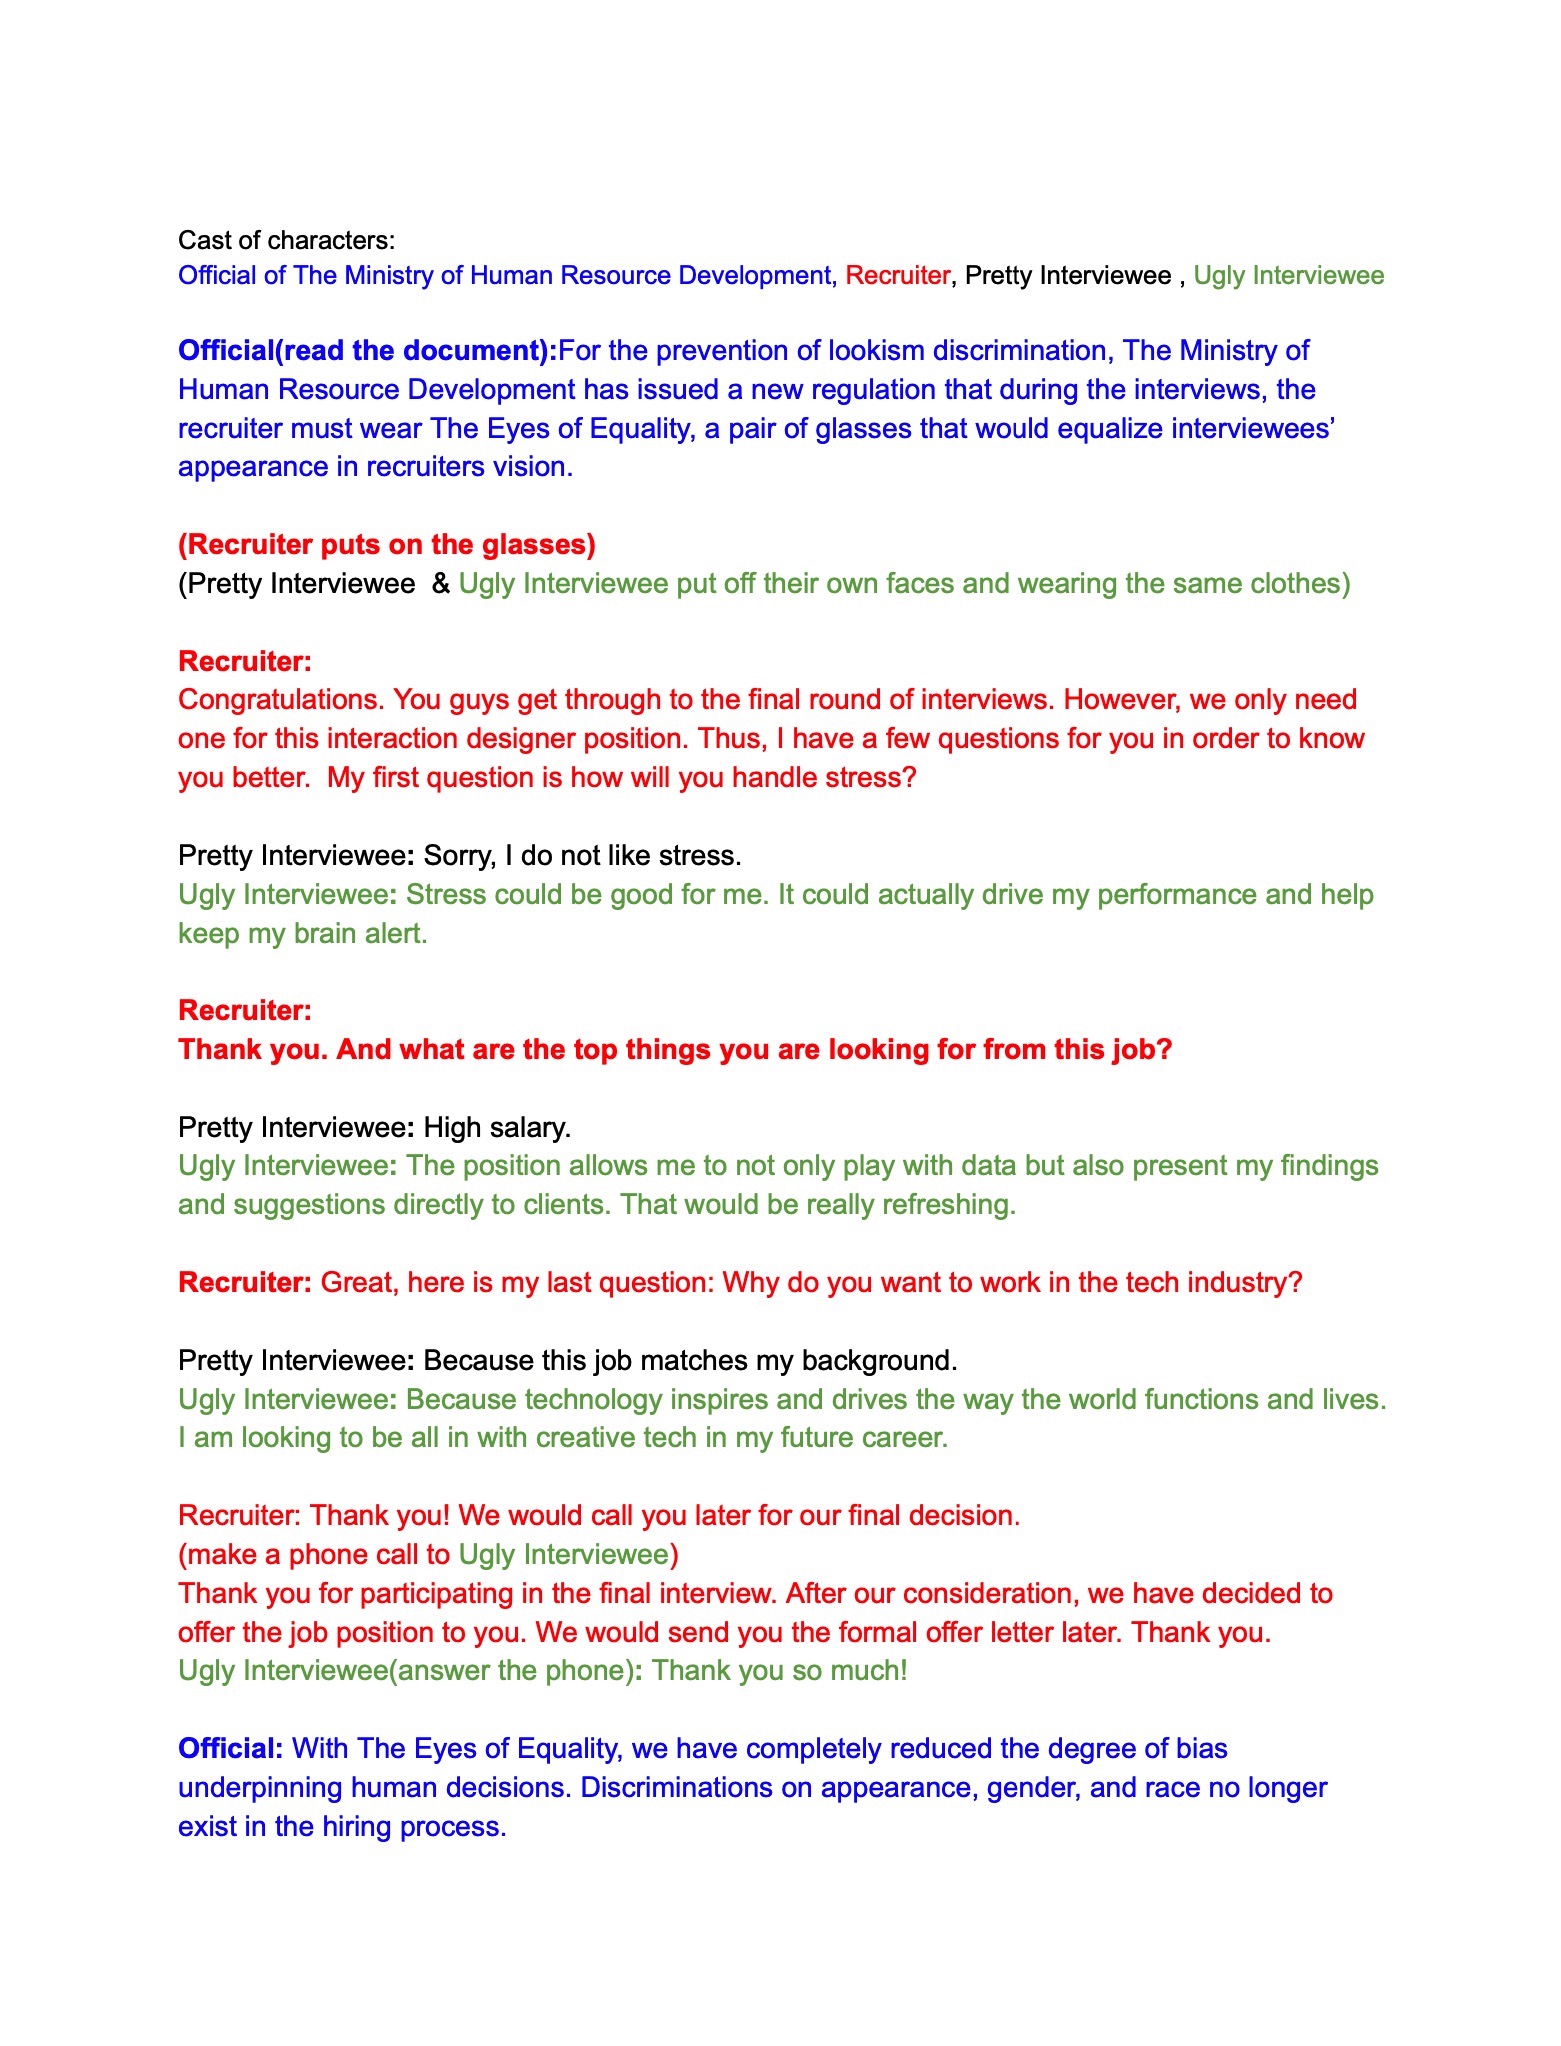 Cast of characters:
Official of The Ministry of Human Resource Development, Recruiter, Pretty Interviewee , Ugly Interviewee
Official(read the document):For the prevention of lookism discrimination, The Ministry of
Human Resource Development has issued a new regulation that during the interviews, the
recruiter must wear The Eyes of Equality, a pair of glasses that would equalize interviewees’
appearance in recruiters vision.
(Recruiter puts on the glasses)
(Pretty Interviewee  & Ugly Interviewee put off their own faces and wearing the same clothes)
Recruiter:
Congratulations. You guys get through to the final round of interviews. However, we only need
one for this interaction designer position. Thus, I have a few questions for you in order to know
you better.  My first question is how will you handle stress?
Pretty Interviewee: Sorry, I do not like stress.
Ugly Interviewee: Stress could be good for me. It could actually drive my performance and help
keep my brain alert.
Recruiter:
Thank you. And what are the top things you are looking for from this job?
Pretty Interviewee: High salary.
Ugly Interviewee: The position allows me to not only play with data but also present my findings
and suggestions directly to clients. That would be really refreshing.
Recruiter: Great, here is my last question: Why do you want to work in the tech industry?
Pretty Interviewee: Because this job matches my background.
Ugly Interviewee: Because technology inspires and drives the way the world functions and lives.
I am looking to be all in with creative tech in my future career.
Recruiter: Thank you! We would call you later for our final decision.
(make a phone call to Ugly Interviewee)
Thank you for participating in the final interview. After our consideration, we have decided to
offer the job position to you. We would send you the formal offer letter later. Thank you.
Ugly Interviewee(answer the phone): Thank you so much!
Official: With The Eyes of Equality, we have completely reduced the degree of bias
underpinning human decisions. Discriminations on appearance, gender, and race no longer
exist in the hiring process.